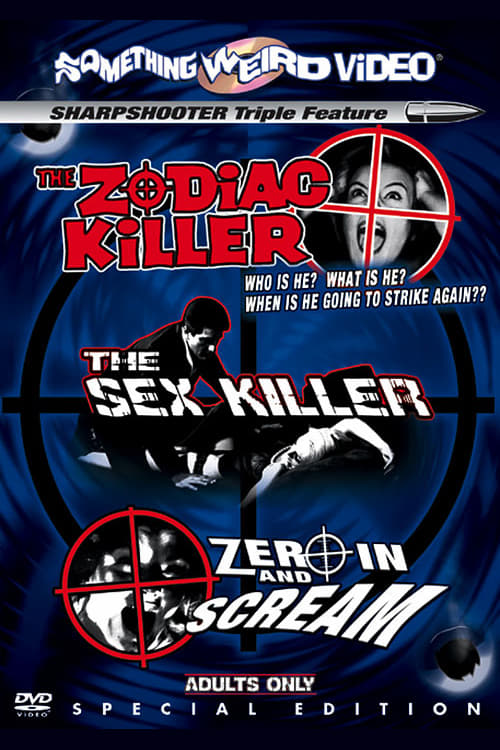 SOMETHING WEIRD VIDEO®
SHARPSHOOTER Triple Feature
THE ZODIAC
KILLER
WHO IS HE? WHAT IS HE?
WHEN IS HE GOING TO STRIKE AGAIN??
THE
SEX KILLER
ZERO IN
AND
SCREAM
ADULTS ONLY
DVD
VIDEO
SPECIAL EDITION